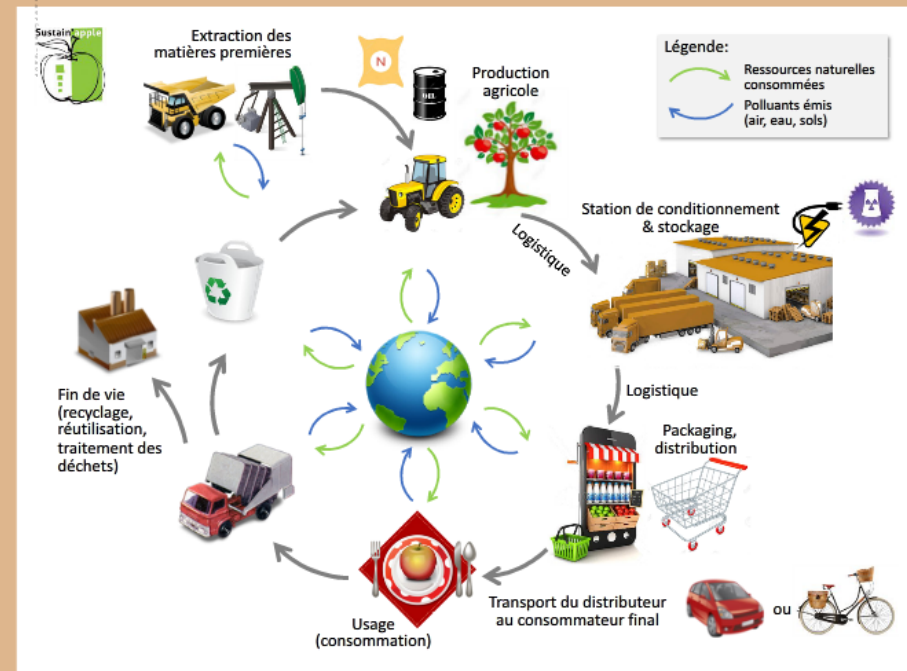 Sustain'apple
Extraction des
matières premières
N
OIL
Production
agricole
Légende:
Ressources naturelles
consommées
Polluants émis
(air, eau, sols)
Station de conditionnement
& stockage
Logistique
Logistique
Packaging,
distribution
Fin de vie
(recyclage,
réutilisation,
traitement des
déchets)
Usage
(consommation)
Transport du distributeur
au consommateur final
ou